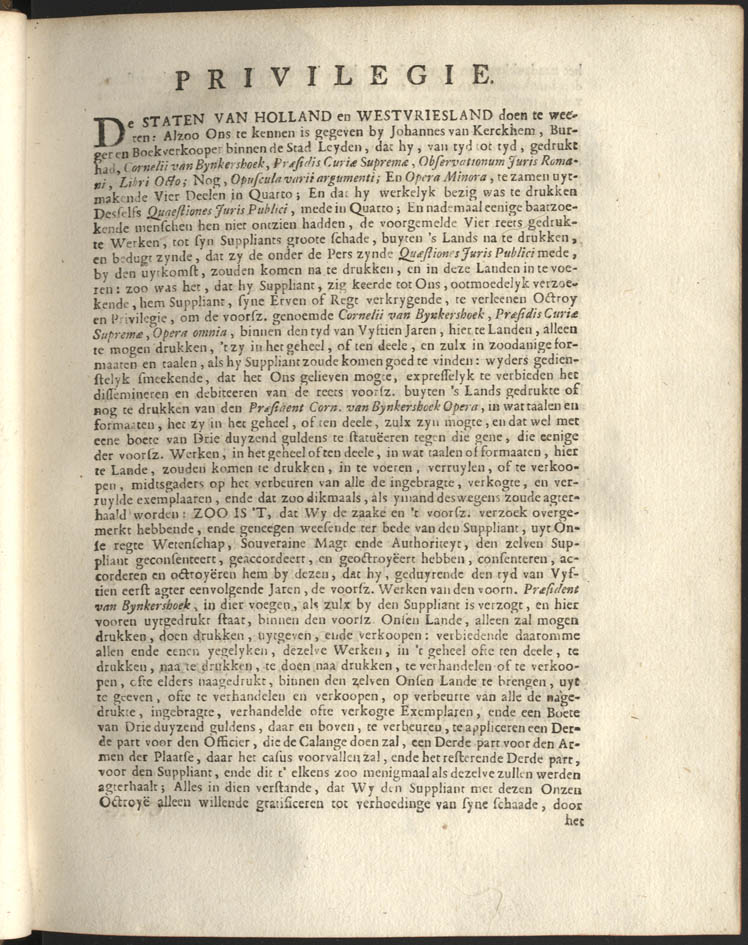 PRIVILEGIE.
De STATEN VAN HOLLAND en WESTVRIESLAND doen te wee-
ten: Alzoo Ons te kennis is gegeven by Johannes van Kerckhem, Bur-
ger en Boekverkooper binnen de Stad Leyden, dat hy, van tyd tot tyd, gedrukt
had, Cornelii van Bynkershoek, Præsidis Curiæ Supremæ, Observationum Juris Roma-
ni, Libri Octo; Nog, Opuscula varii argumenti; En Opera Minora, te zamen uyt-
makende Vier Deelen in Quarto; En dat hy werkelyk bezig was te drukken
Desselfs Quaestiones Juris Publici, mede in Quarto; En nademaal eenige baatzoe-
kende menschen hen niet ontzien hadden, de voorgemelde Vier reets gedruk-
te Werken, tot syn Suppliants groote schade, buyten 's Lands na te drukken,
en bedugt zynde, dat zy de onder de Pers zynde Quæstiones Juris Publici mede,
by den uytkomst, zouden komen na te drukken, en in deze Landen in te voe-
ren: zoo was het, dat hy Suppliant, zig keerde tot Ons, ootmoedelyk verzoe-
kende, hem Suppliant, syne Erven of Regt verkrygende, te verleenen Octroy
en Privilegie, om de voorsz. genoemde Cornelii van Bynkershoek, Præsidis Curiæ
Supremæ, Opera omnia, binnen den tyd van Vyftien Jaren, hier te Landen, alleen
te mogen drukken, 't zy in het geheel, of ten deele, en zulx in zoodanige for-
maaten en taalen, als hy Suppliant zoude komen goed te vinden: wyders gedien-
stelyk smeekende, dat het Ons gelieven mogte, expresselyk te verbieden het
dissémineren en debiteeren van de reets voorsz. buyten 's Lands gedrukte of
nog te drukken van den Præsident Corn. van Bynkershoek Opera, in wat taalen en
formaaten, het zy in het geheel, of ten deele, zulx zyn mogte, en dat wel met
eene boete van Drie duyzend guldens te statuëeren tegen die gene, die eenige
der voorsz. Werken, in het geheel of ten deele, in wat taalen of formaaten, hier
te Lande, zouden komen te drukken, in te voeren, verruylen, of te verkoo-
pen, midtsgaders op het verbeuren van alle de ingebragte, verkogte, en ver-
ruylde exemplaaren, ende dat zoo dikmaals, als ymand deswegens zoude agter-
haa'd worden: ZOO IS 'T, dat Wy de zaake en 't voorsz. verzoek overge-
merkt hebbende, ende geneegen weesende ter bede van den Suppliant, uyt On-
se regte Wetenschap, Souveraine Magt ende Authoriteyt, den zelven Sup-
pliant geconsenteert, geaccordeert, en geoctroyëert hebben, consenteren, ac-
corderen en octroyëren hem by dezen, dat hy, geduyrende den tyd van Vyf-
tien eerst agter eenvolgende Jaren, de voorsz. Werken van den voorn. Præsident
van Bynkershoek, in dier voegen, als zulx by den Suppliant is verzogt, en hier
vooren uytgedrukt staat, binnen den voorsz. Onsen Lande, alleen zal mogen
drukken, doen drukken, uytgeven, ende verkoopen: verbiedende daaromme
allen ende eenen yegelyken, dezelve Werken, in 't geheel ofte ten deele, te
drukken, naa te drukken, te doen naa drukken, te verhandelen of te verkoo-
pen, ofte elders naagedrukt, binnen den zelven Onsen Lande te brengen, uyt
te geeven, ofte te verhandelen en verkoopen, op verbeurte van alle de nage-
drukte, ingebragte, verhandelde ofte verkogte Exemplaren, ende een Boete
van Drie duyzend guldens, daar en boven, te verbeuren, te appliceren een Der-
de part voor den Officier, die de Calange doen zal, een Derde part voor den Ar-
men der Plaatse, daar het casus voorvallen zal, ende het resterende Derde part,
voor den Suppliant, ende dit t' elkens zoo menigmaal als dezelve zullen werden
agterhaalt; Alles in dien verstande, dat Wy den Suppliant met dezen Onzen
Octroyë alleen willende gratificeren tot verhoedinge van syne schaade, door
het